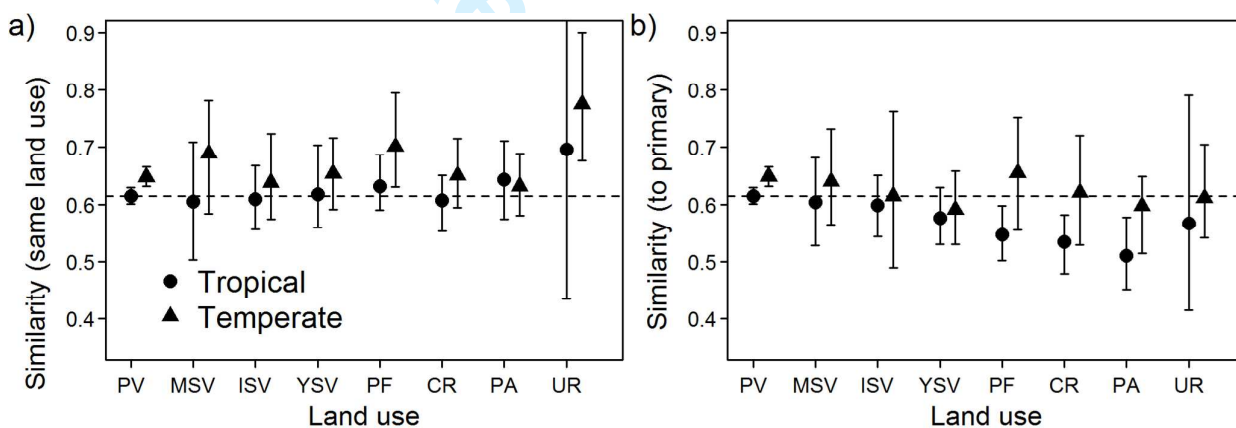 a)
Similarity (same land use)
0.9
0.8
0.7
0.6
0.5
0.4
Tropical
Temperate
PV MSV ISV YSV PF CR PA UR
Land use
b)
Similarity (to primary)
0.9
0.8
0.7
0.6
0.5
0.4
PV MSV ISV YSV PF CR PA UR
Land use